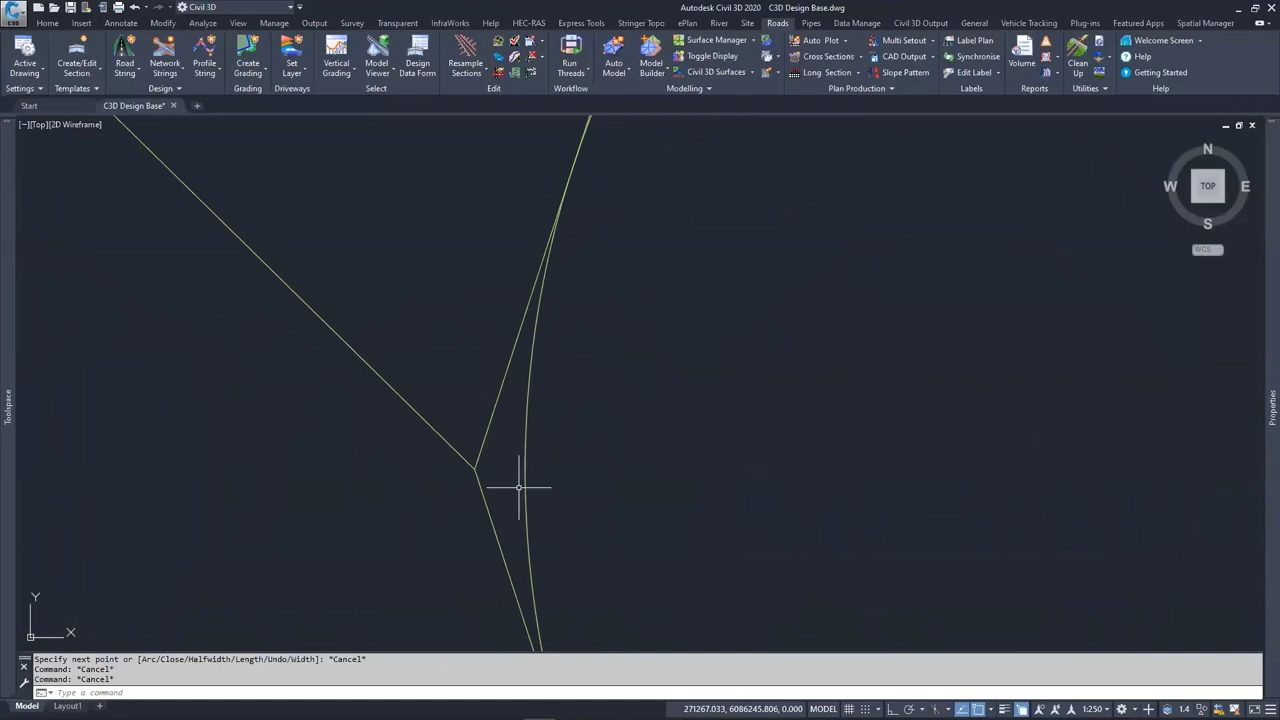 Civil 3D
Autodesk Civil 3D 2020 C3D Design Base.dwg
C3D
Home Insert Annotate Modify Analyze View Manage Output Survey Transparent InfraWorks Help HEC-RAS Express Tools Stringer Topo ePlan River Site Roads Pipes Data Manage Civil 3D Output General Vehicle Tracking Plug-ins Featured Apps Spatial Manager
Active Drawing
Create/Edit Section
Road String
Network Strings
Profile String
Create Grading
Set Layer
Vertical Grading
Model Viewer
Design Data Form
Resample Sections
Run Threads
Auto Model
Model Builder
Surface Manager
Toggle Display
Civil 3D Surfaces
Auto Plot
Cross Sections
Long Section
Multi Setout
CAD Output
Slope Pattern
Label Plan
Synchronise
Edit Label
Volume
Clean Up
Welcome Screen
Help
Getting Started
Settings Templates Design Grading Driveways Select Edit Workflow Modelling Plan Production Labels Reports Utilities Help
Start C3D Design Base*
[−][Top][2D Wireframe]
N
W TOP E
S
WCS
Toolspace
Properties
Y
X
Specify next point or [Arc/Close/Halfwidth/Length/Undo/Width]: *Cancel*
Command: *Cancel*
Command: *Cancel*
Type a command
Model Layout1 271267.033, 6086245.806, 0.000 MODEL 1:250 1.4